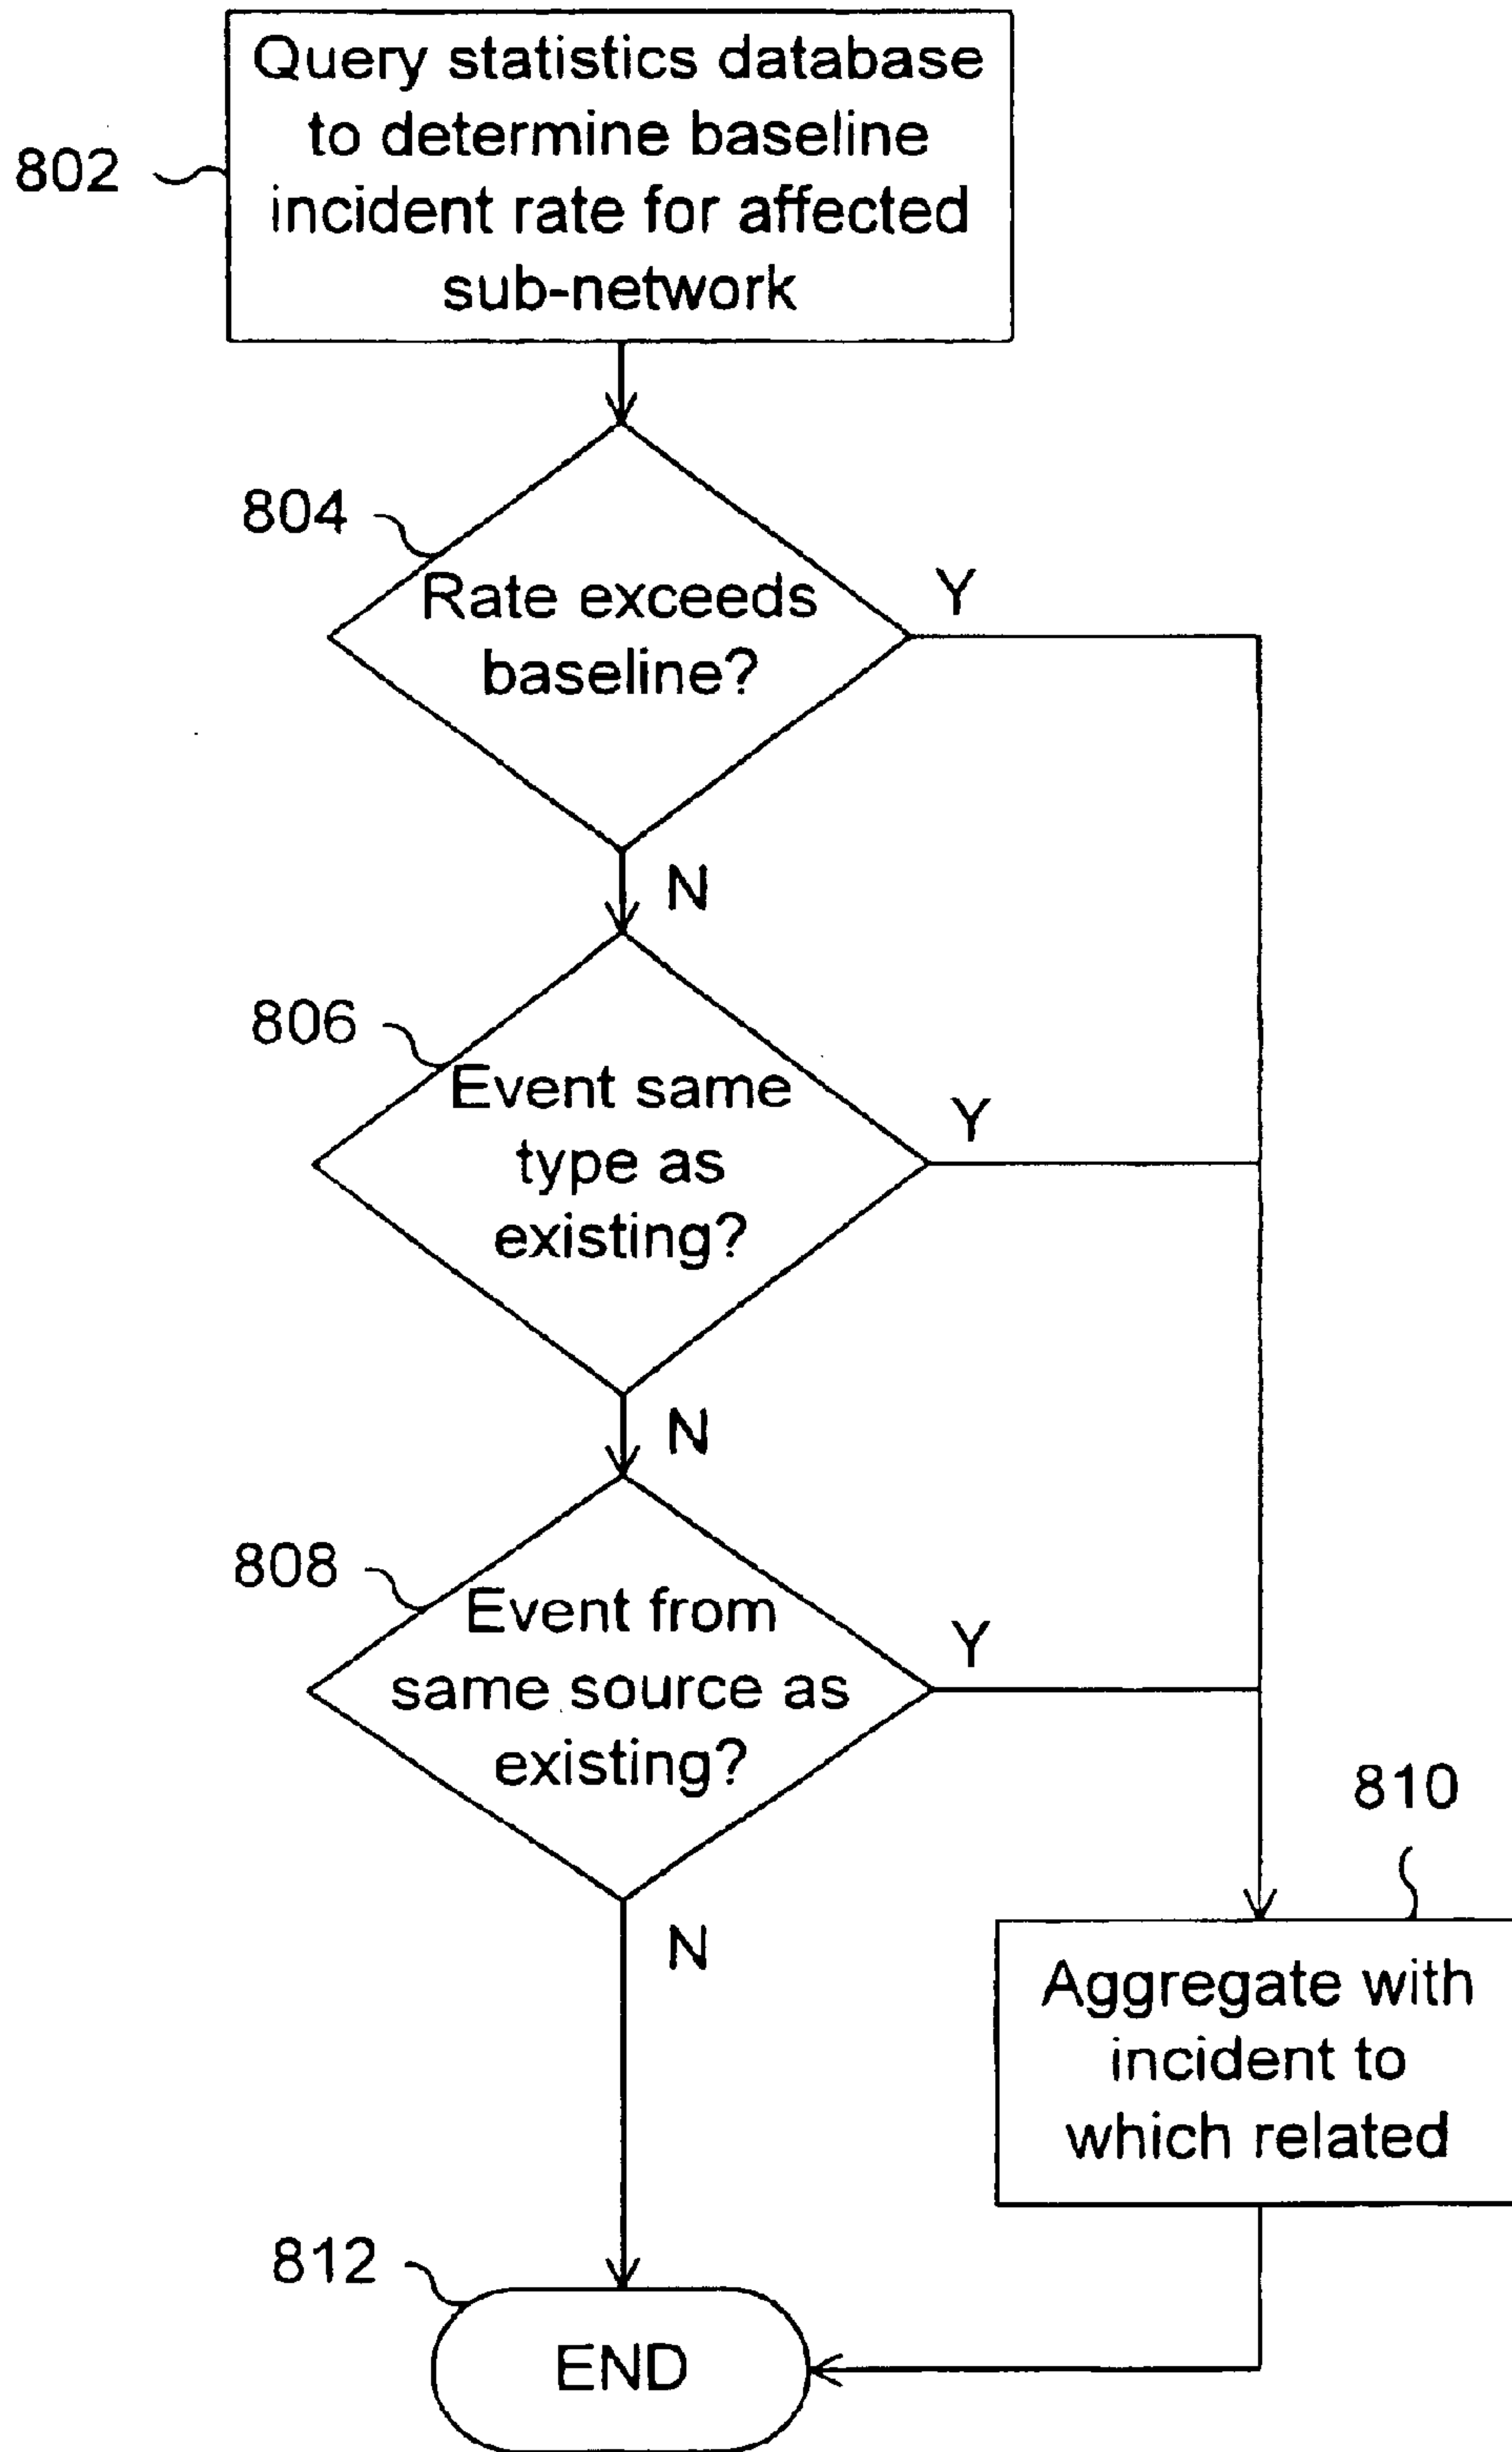 802
Query statistics database
to determine baseline
incident rate for affected
sub-network
804
Rate exceeds
baseline?
Y
N
806
Event same
type as
existing?
Y
N
808
Event from
same source as
existing?
Y
N
810
Aggregate with
incident to
which related
812
END